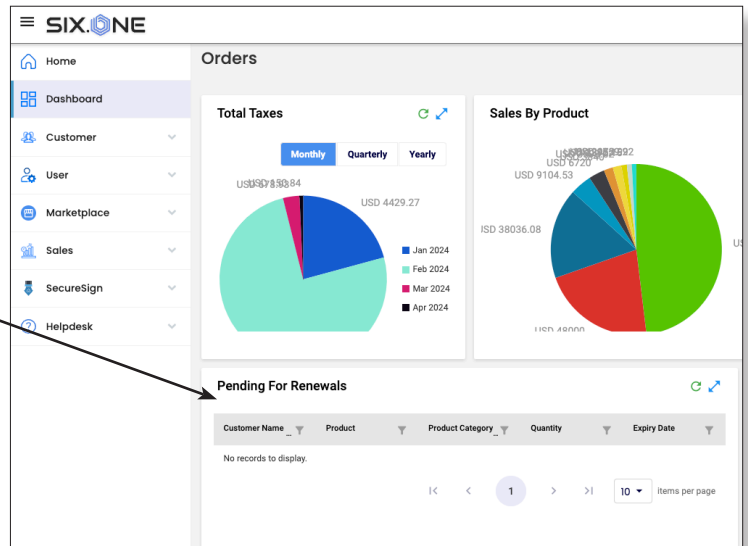 SIX.ONE
Home
Dashboard
Customer
User
Marketplace
Sales
SecureSign
Helpdesk
Orders
Total Taxes
Monthly Quarterly Yearly
USD 4429.27
Jan 2024
Feb 2024
Mar 2024
Apr 2024
Sales By Product
USD 6720
USD 9104.53
ISD 38036.08
USD 48000
Pending For Renewals
Customer Name Product Product Category Quantity Expiry Date
No records to display.
1 10 items per page